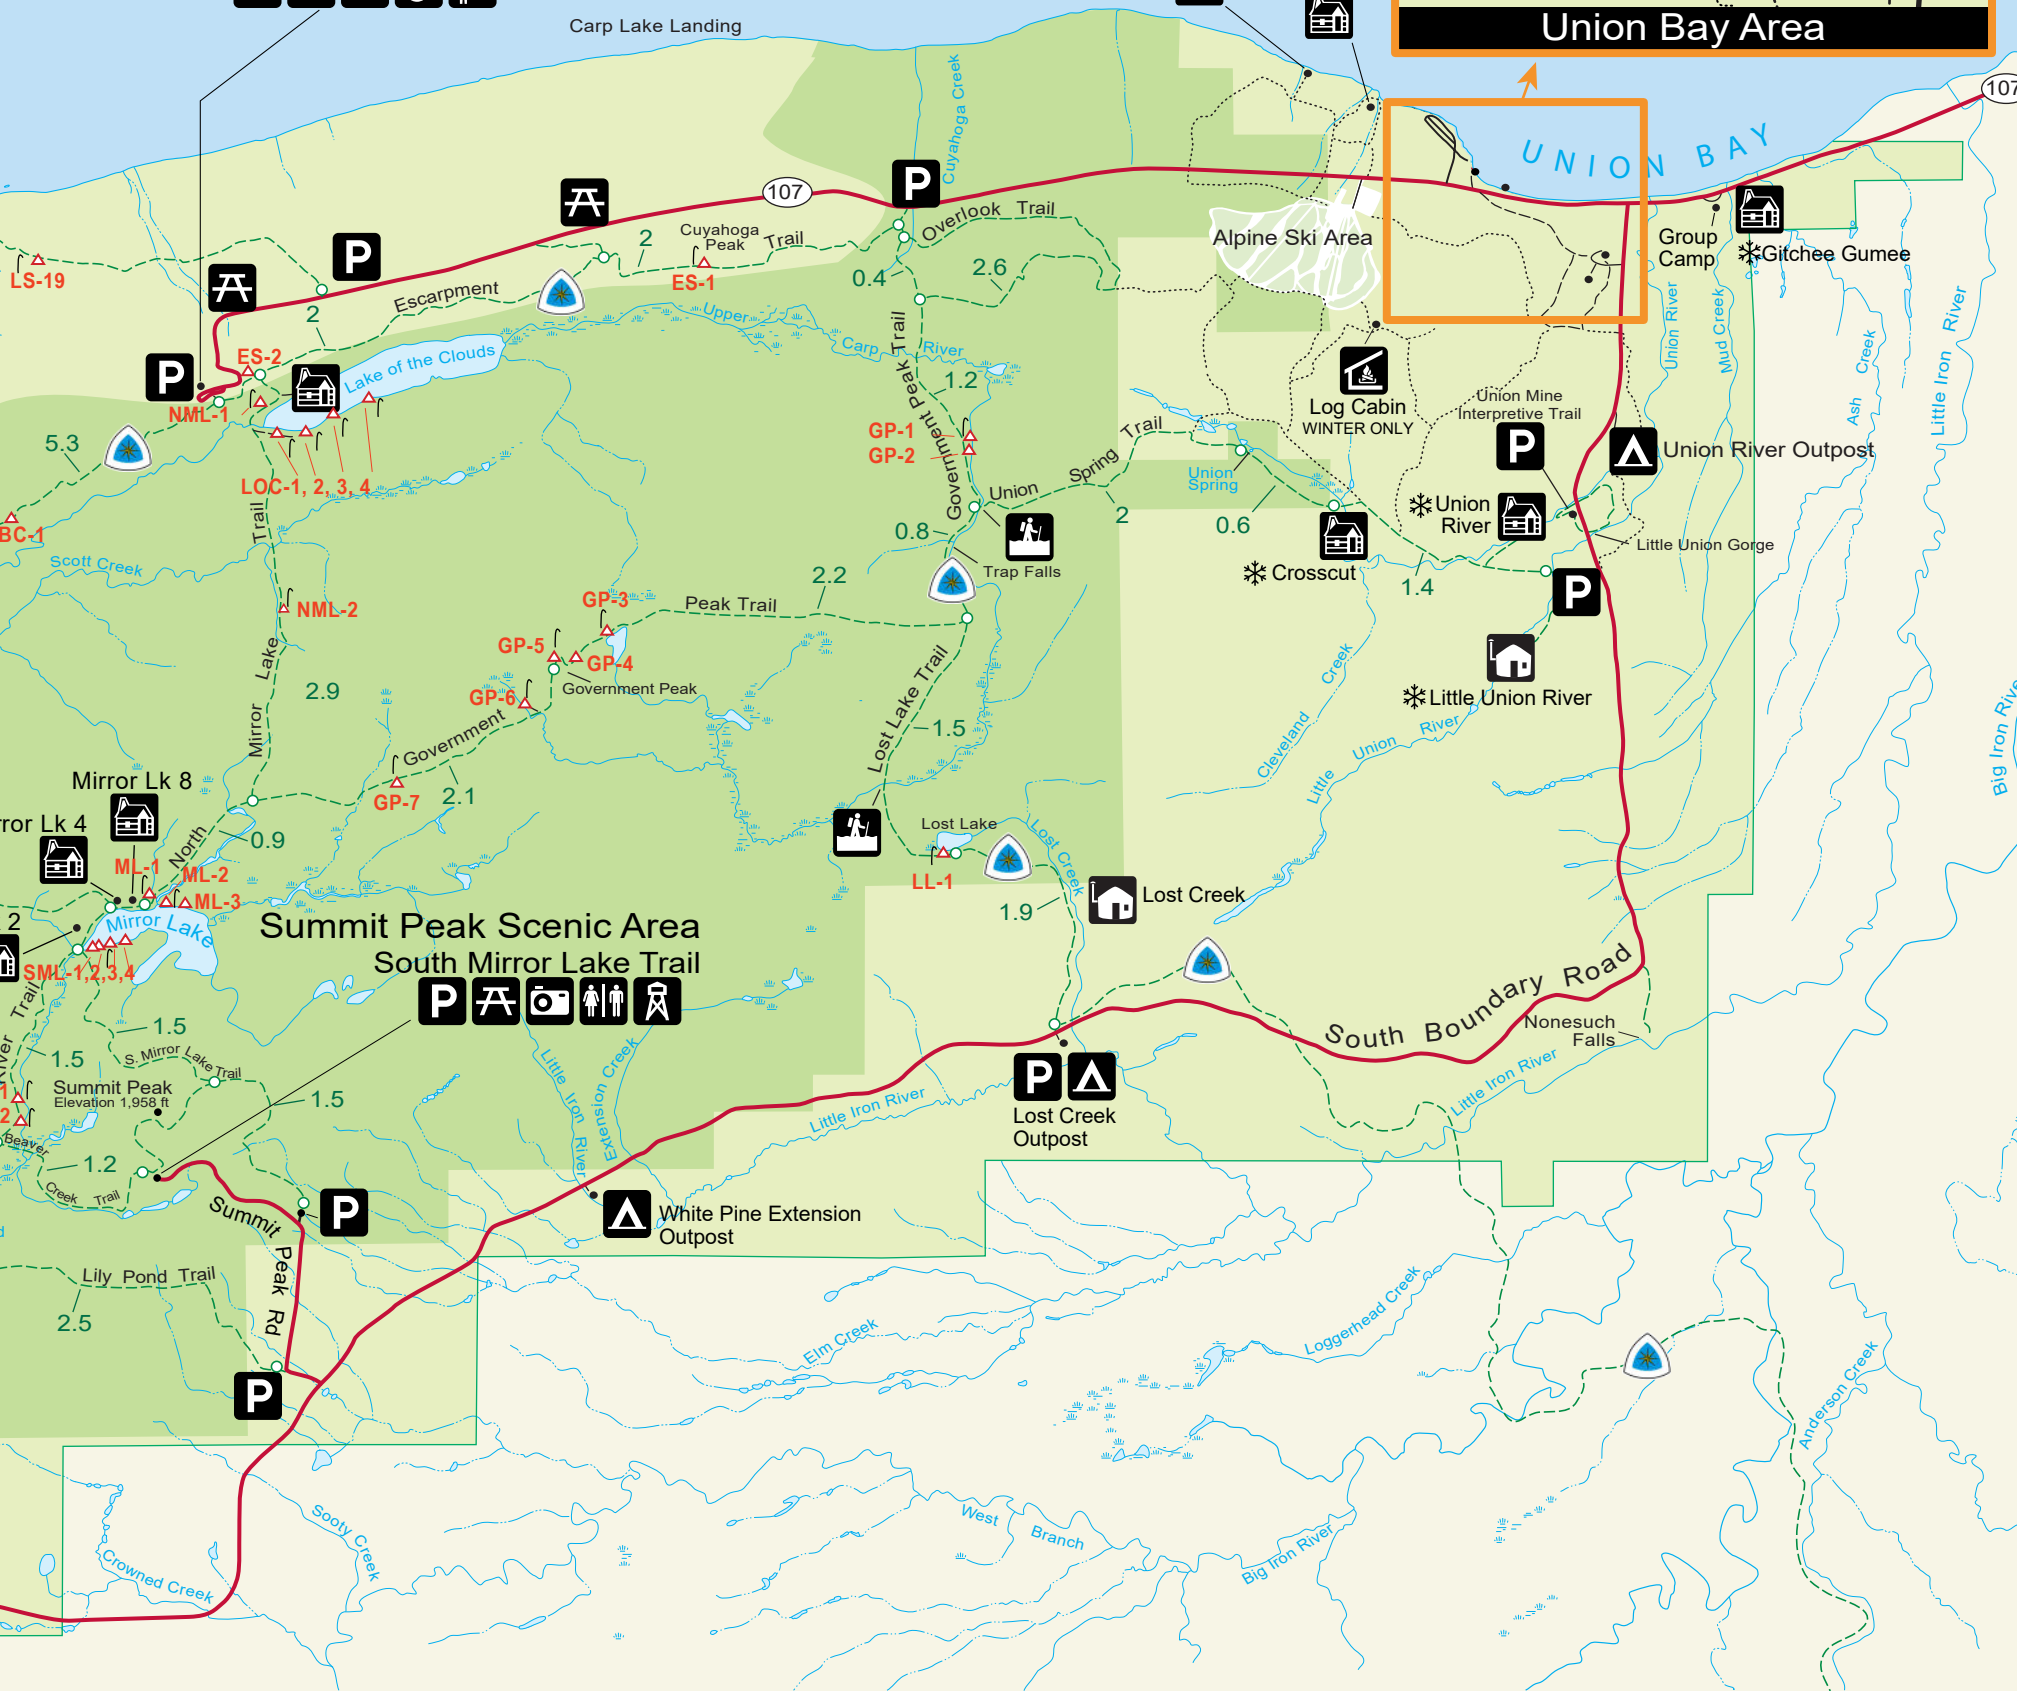 Carp Lake Landing
Union Bay Area
107
UNION BAY
Cuyahoga Creek
P
107
Overlook Trail
Cuyahoga
Peak
Trail
2
ES-1
LS-19
P
Escarpment
2
0.4
2.6
Alpine Ski Area
Group
Camp
Gitchee Gumee
Upper
Carp
River
Lake of the Clouds
ES-2
P
NML-1
5.3
LOC-1, 2, 3, 4
BC-1
Scott Creek
Government Peak Trail
1.2
GP-1
GP-2
Union Spring Trail
2
0.8
Trap Falls
Union
Spring
0.6
Log Cabin
WINTER ONLY
Union Mine
Interpretive Trail
P
Union River Outpost
Union
River
Little Union Gorge
Crosscut
1.4
P
Little Union River
Union River
Mud Creek
Ash Creek
Little Iron River
Big Iron River
NML-2
2.9
Mirror Lake Trail
North
GP-3
GP-5
GP-4
Government Peak
GP-6
Government
Peak Trail
2.2
GP-7
2.1
Lost Lake Trail
1.5
Lost Lake
LL-1
Lost Creek
1.9
Lost Creek
Cleveland Creek
Little Union River
Mirror Lk 8
ror Lk 4
0.9
ML-1
ML-2
ML-3
2
Mirror Lake
SML-1,2,3,4
Summit Peak Scenic Area
South Mirror Lake Trail
P
River Trail
1.5
1.5
S. Mirror Lake Trail
Summit Peak
Elevation 1,958 ft
1
2
1.5
Beaver
Creek Trail
1.2
Summit Peak Rd
P
Lily Pond Trail
2.5
P
Little Iron River
Extension Creek
Little Iron River
P
Lost Creek
Outpost
White Pine Extension
Outpost
South Boundary Road
Nonesuch
Falls
Little Iron River
Elm Creek
Loggerhead Creek
Anderson Creek
Sooty Creek
Crowned Creek
West Branch
Big Iron River